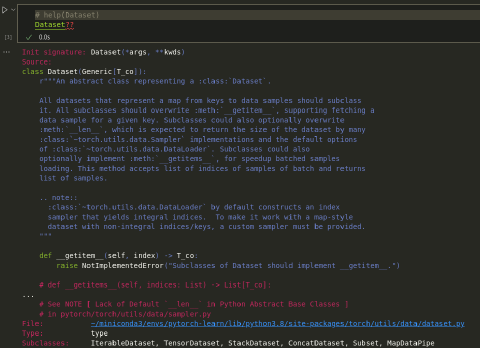 # help(Dataset)
Dataset??
[7] 0.0s
Init signature: Dataset(*args, **kwds)
Source:
class Dataset(Generic[T_co]):
r"""An abstract class representing a :class:`Dataset`.
All datasets that represent a map from keys to data samples should subclass
it. All subclasses should overwrite :meth:`__getitem__`, supporting fetching a
data sample for a given key. Subclasses could also optionally overwrite
:meth:`__len__`, which is expected to return the size of the dataset by many
:class:`~torch.utils.data.Sampler` implementations and the default options
of :class:`~torch.utils.data.DataLoader`. Subclasses could also
optionally implement :meth:`__getitems__`, for speedup batched samples
loading. This method accepts list of indices of samples of batch and returns
list of samples.
.. note::
:class:`~torch.utils.data.DataLoader` by default constructs an index
sampler that yields integral indices.  To make it work with a map-style
dataset with non-integral indices/keys, a custom sampler must be provided.
"""
def __getitem__(self, index) -> T_co:
raise NotImplementedError("Subclasses of Dataset should implement __getitem__.")
# def __getitems__(self, indices: List) -> List[T_co]:
...
# See NOTE [ Lack of Default `__len__` in Python Abstract Base Classes ]
# in pytorch/torch/utils/data/sampler.py
File: ~/miniconda3/envs/pytorch-learn/lib/python3.8/site-packages/torch/utils/data/dataset.py
Type: type
Subclasses: IterableDataset, TensorDataset, StackDataset, ConcatDataset, Subset, MapDataPipe